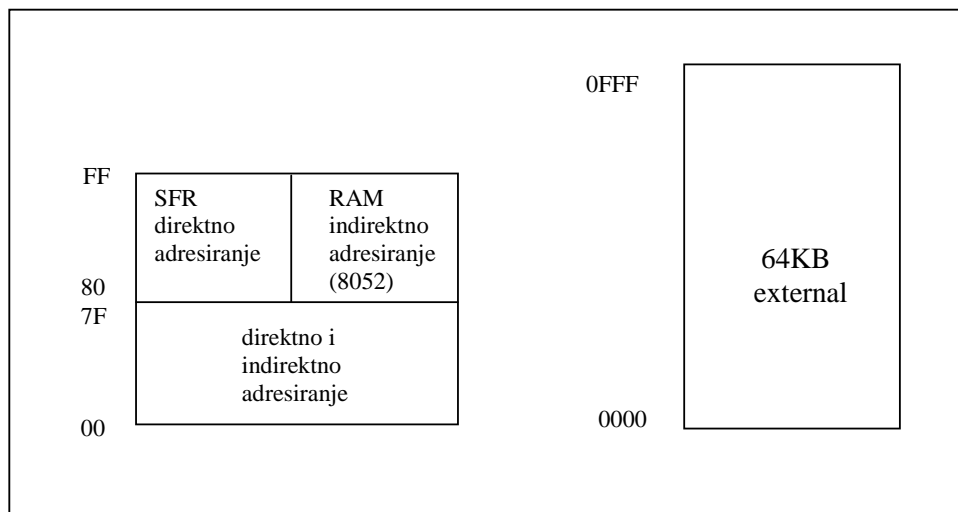 0FFF
FF
SFR
direktno
adresiranje
RAM
indirektno
adresiranje
(8052)
80
7F
direktno i
indirektno
adresiranje
00
64KB
external
0000